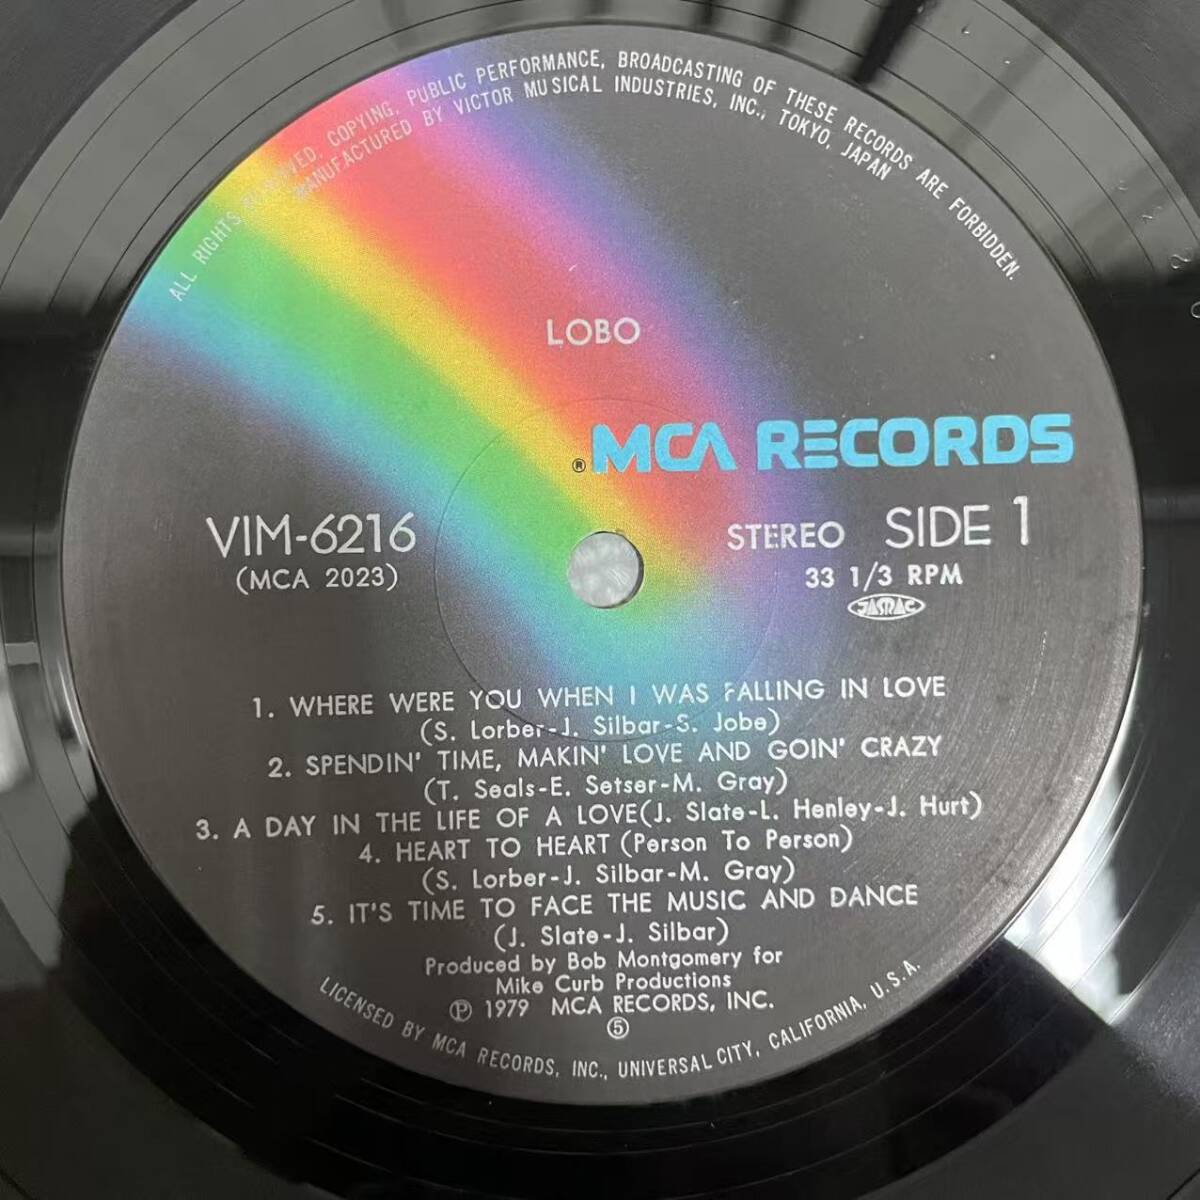 ALL RIGHTS RESERVED. COPYING, PUBLIC PERFORMANCE, BROADCASTING OF THESE RECORDS ARE FORBIDDEN.
MANUFACTURED BY VICTOR MUSICAL INDUSTRIES, INC., TOKYO, JAPAN
LOBO
® MCA RECORDS
VIM-6216
(MCA 2023)
STEREO SIDE 1
33 1/3 RPM
JASRAC
1. WHERE WERE YOU WHEN I WAS FALLING IN LOVE
(S. Lorber-J. Silbar-S. Jobe)
2. SPENDIN' TIME, MAKIN' LOVE AND GOIN' CRAZY
(T. Seals-E. Setser-M. Gray)
3. A DAY IN THE LIFE OF A LOVE(J. Slate-L. Henley-J. Hurt)
4. HEART TO HEART (Person To Person)
(S. Lorber-J. Silbar-M. Gray)
5. IT'S TIME TO FACE THE MUSIC AND DANCE
(J. Slate-J. Silbar)
Produced by Bob Montgomery for
Mike Curb Productions
℗ 1979 MCA RECORDS, INC.
⑤
LICENSED BY MCA RECORDS, INC., UNIVERSAL CITY, CALIFORNIA, U.S.A.